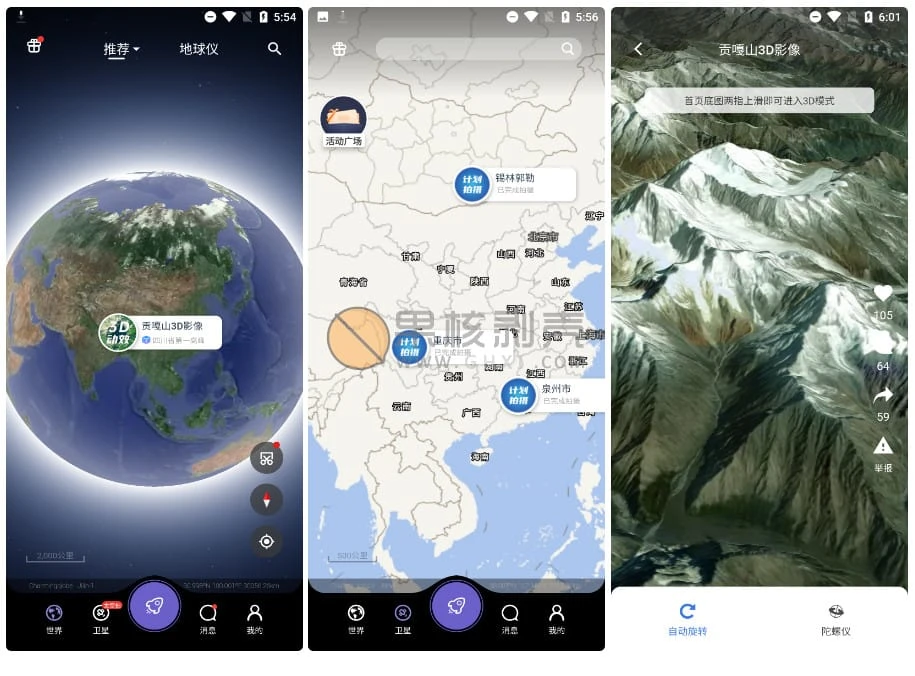 5:54
推荐
地球仪
3D
动效
贡嘎山3D影像
四川省第一高峰
2,000公里
世界
卫星
消息
我的
5:56
活动广场
计划
拍摄
锡林郭勒
已完成拍摄
辽宁
北京市
山西
河北
甘肃
宁夏
青海省
陕西
山东
河南
江苏
果核剥壳
上海市
安徽
计划
拍摄
重庆市
已完成拍摄
浙江
湖南
贵州
江西
计划
拍摄
泉州市
已完成拍摄
云南
广西
海南
500公里
世界
卫星
消息
我的
6:01
贡嘎山3D影像
首页底图两指上滑即可进入3D模式
105
64
59
举报
自动旋转
陀螺仪